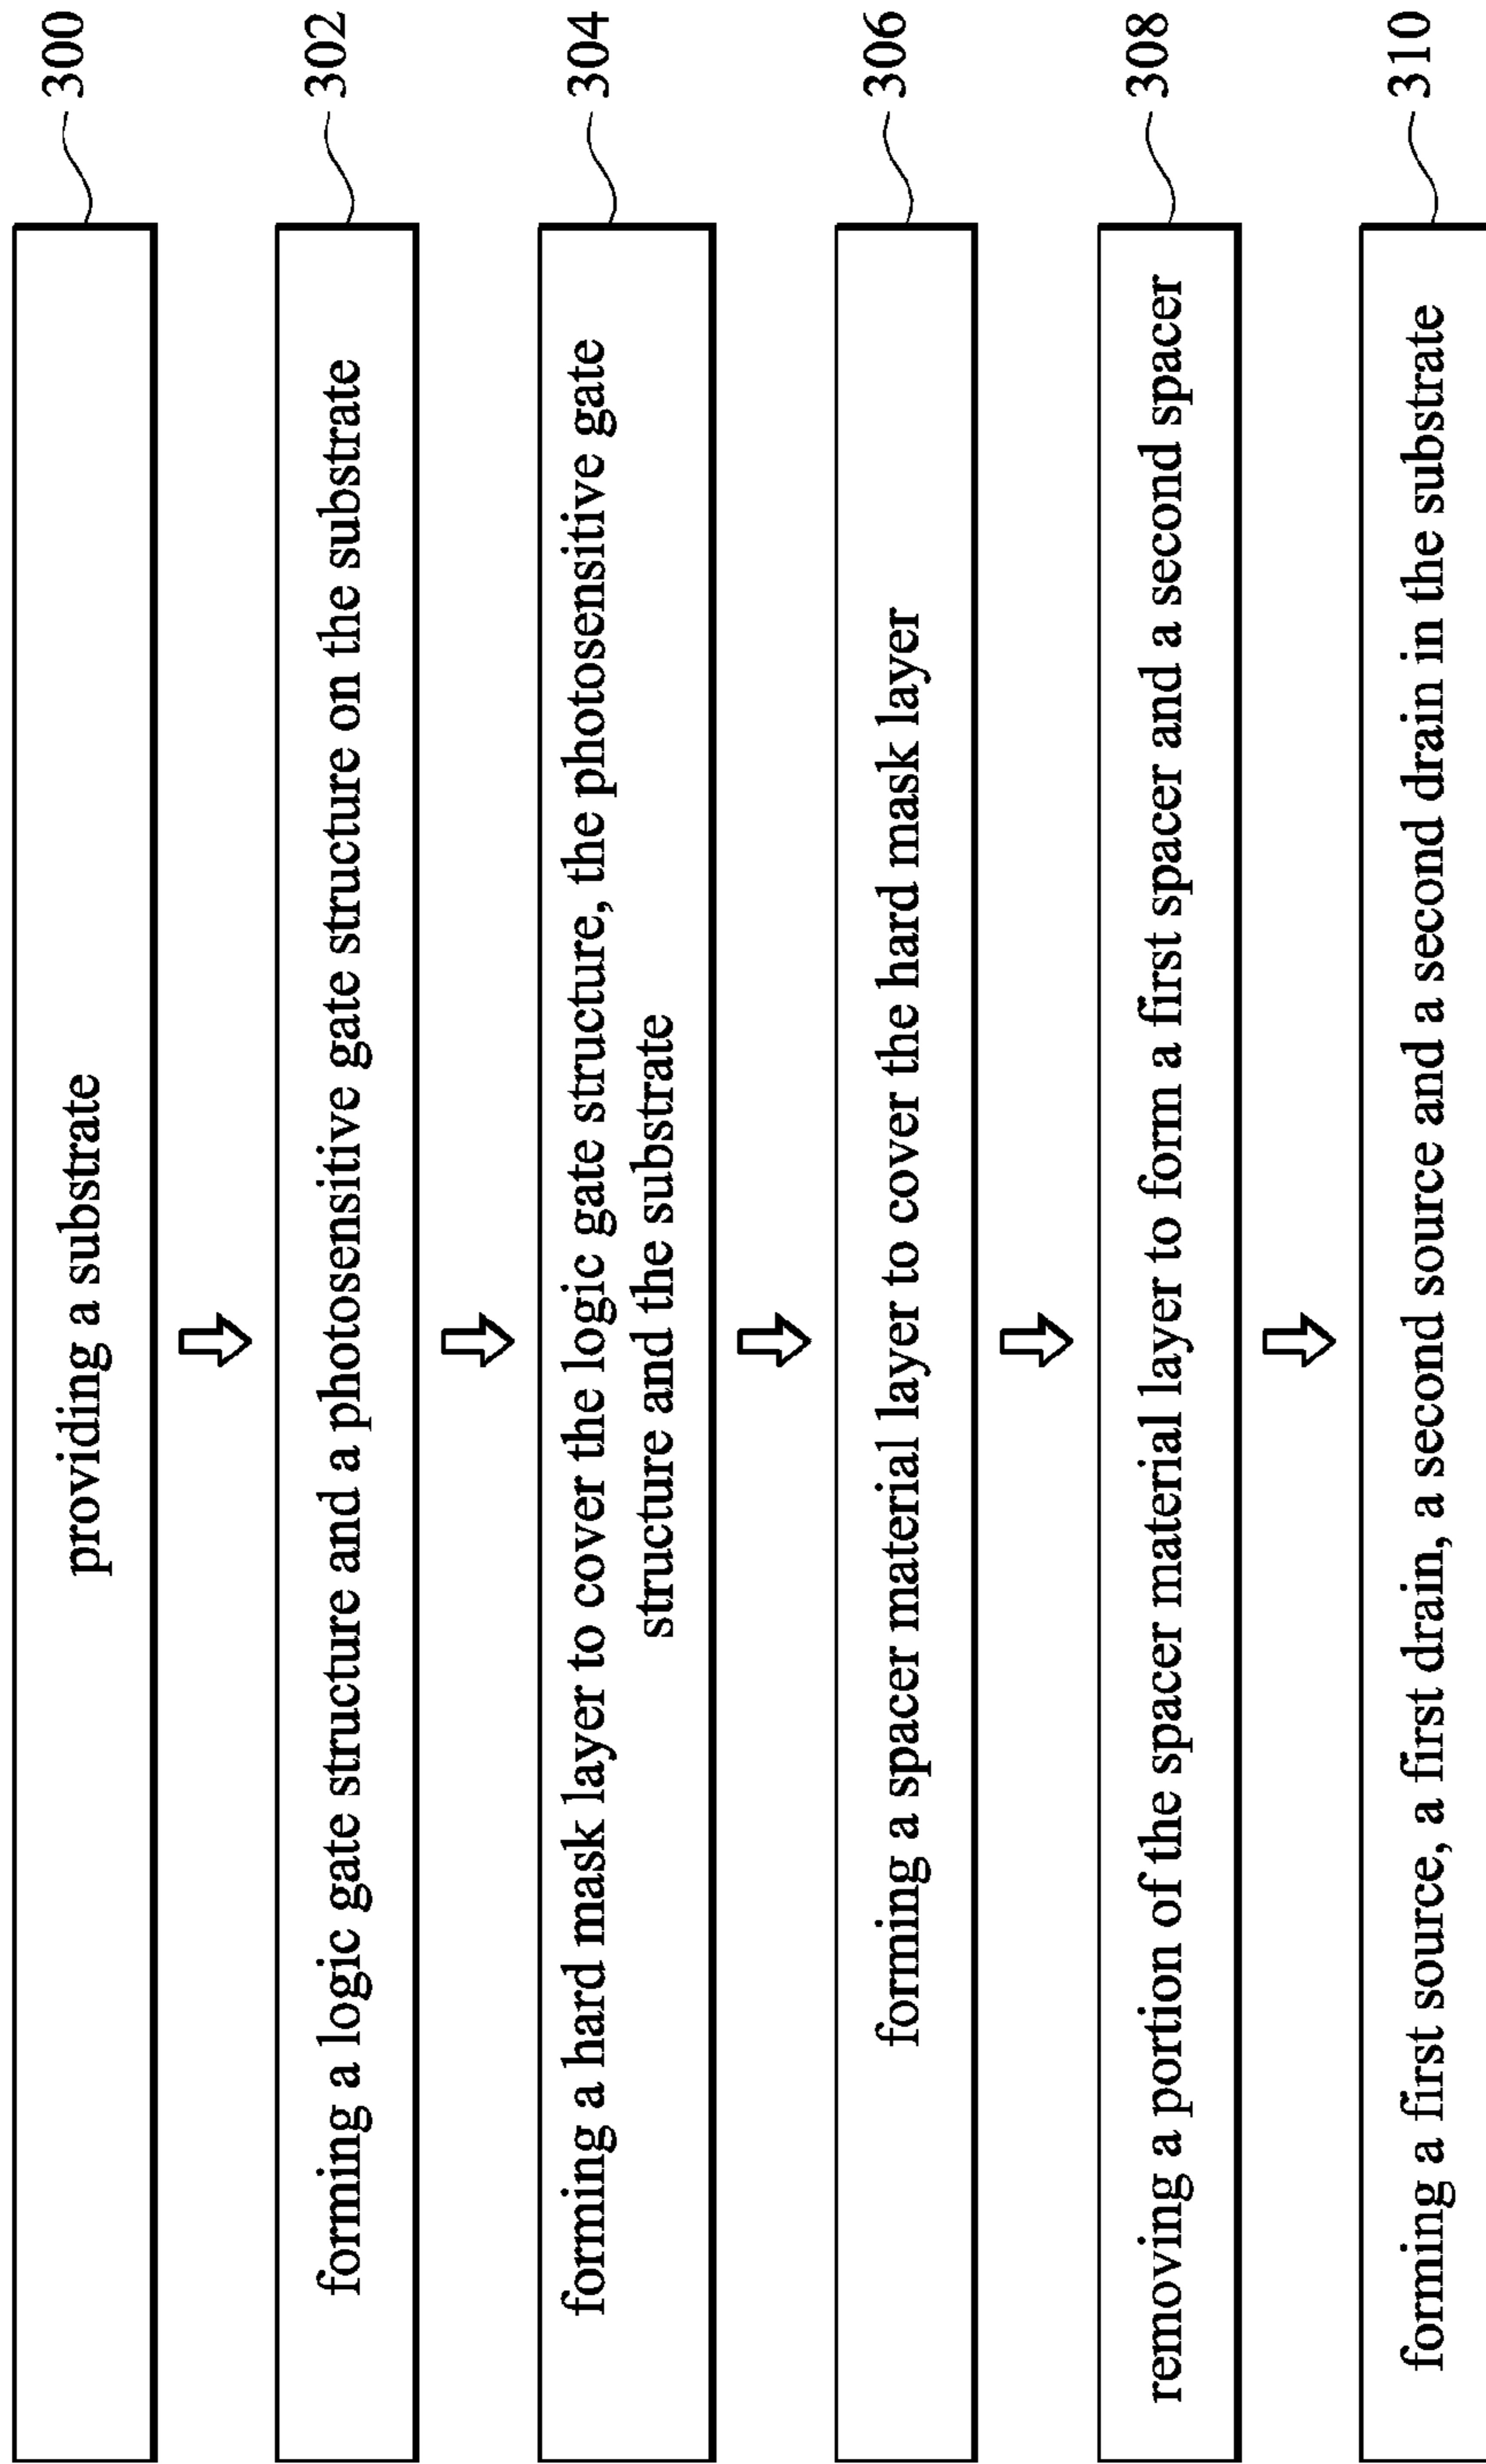 providing a substrate
300
forming a logic gate structure and a photosensitive gate structure on the substrate
302
forming a hard mask layer to cover the logic gate structure, the photosensitive gate
structure and the substrate
304
forming a spacer material layer to cover the hard mask layer
306
removing a portion of the spacer material layer to form a first spacer and a second spacer
308
forming a first source, a first drain, a second source and a second drain in the substrate
310